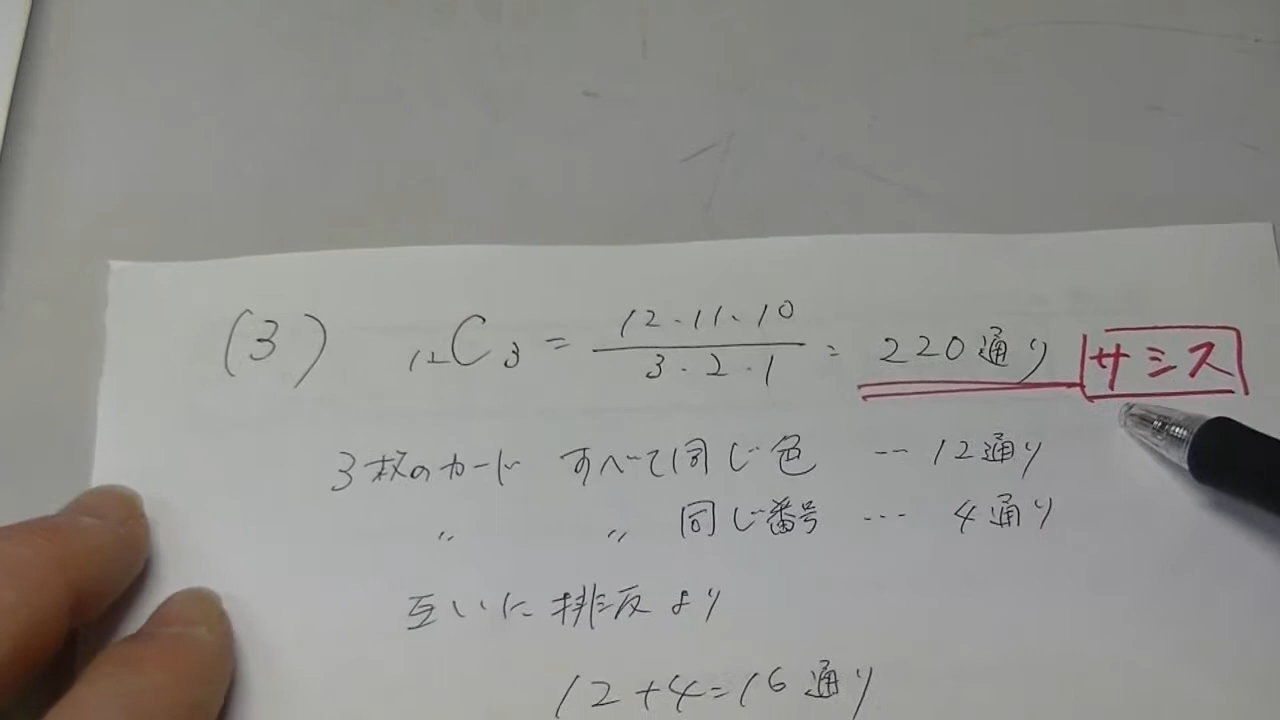 (3) ₁₂C₃ = 12・11・10 / 3・2・1 = 220通り サシス
3枚のカード すべて同じ色 … 12通り
〃 〃 同じ番号 … 4通り
互いに排反より
12+4=16通り